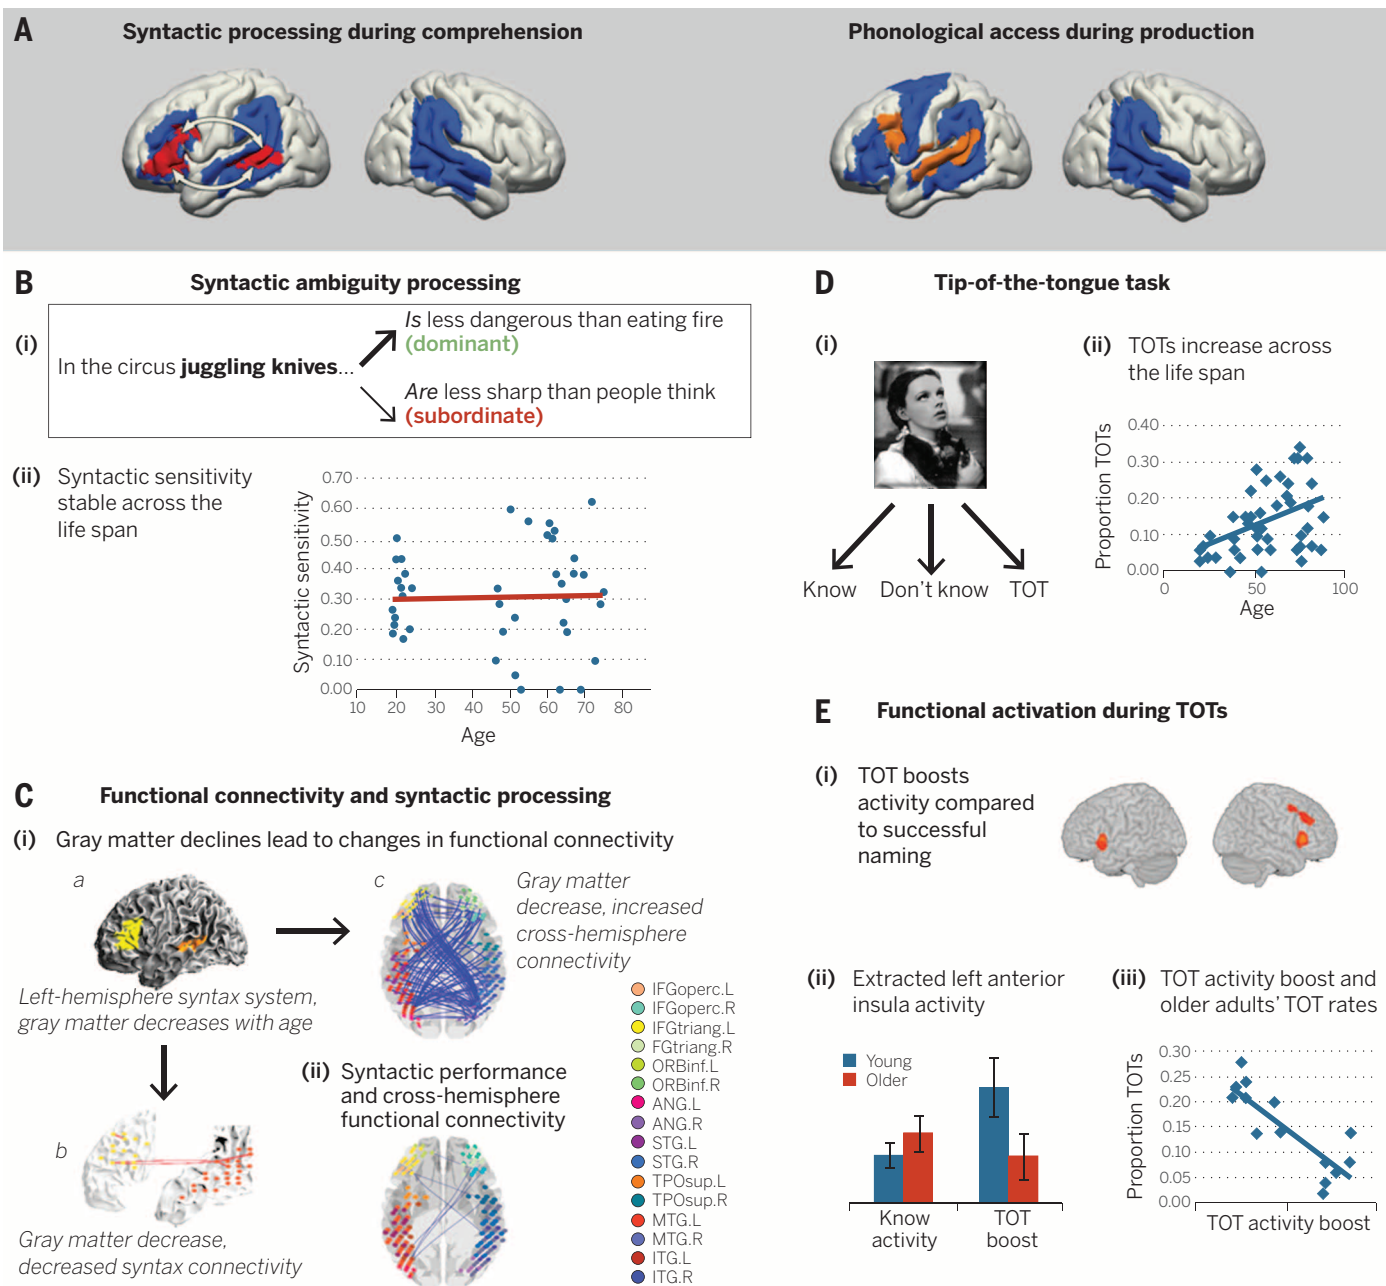 A
Syntactic processing during comprehension
Phonological access during production
B
Syntactic ambiguity processing
(i)
In the circus juggling knives...
Is less dangerous than eating fire
(dominant)
Are less sharp than people think
(subordinate)
(ii)
Syntactic sensitivity
stable across the
life span
Syntactic sensitivity
0.70
0.60
0.50
0.40
0.30
0.20
0.10
0.00
10 20 30 40 50 60 70 80
Age
C
Functional connectivity and syntactic processing
(i) Gray matter declines lead to changes in functional connectivity
a
Left-hemisphere syntax system,
gray matter decreases with age
c
Gray matter
decrease, increased
cross-hemisphere
connectivity
b
Gray matter decrease,
decreased syntax connectivity
(ii) Syntactic performance
and cross-hemisphere
functional connectivity
IFGoperc.L
IFGoperc.R
IFGtriang.L
FGtriang.R
ORBinf.L
ORBinf.R
ANG.L
ANG.R
STG.L
STG.R
TPOsup.L
TPOsup.R
MTG.L
MTG.R
ITG.L
ITG.R
D
Tip-of-the-tongue task
(i)
Know
Don't know
TOT
(ii) TOTs increase across
the life span
Proportion TOTs
0.40
0.30
0.20
0.10
0.00
0 50 100
Age
E
Functional activation during TOTs
(i) TOT boosts
activity compared
to successful
naming
(ii) Extracted left anterior
insula activity
Young
Older
Know
activity
TOT
boost
(iii) TOT activity boost and
older adults' TOT rates
Proportion TOTs
0.30
0.25
0.20
0.15
0.10
0.05
0.00
TOT activity boost